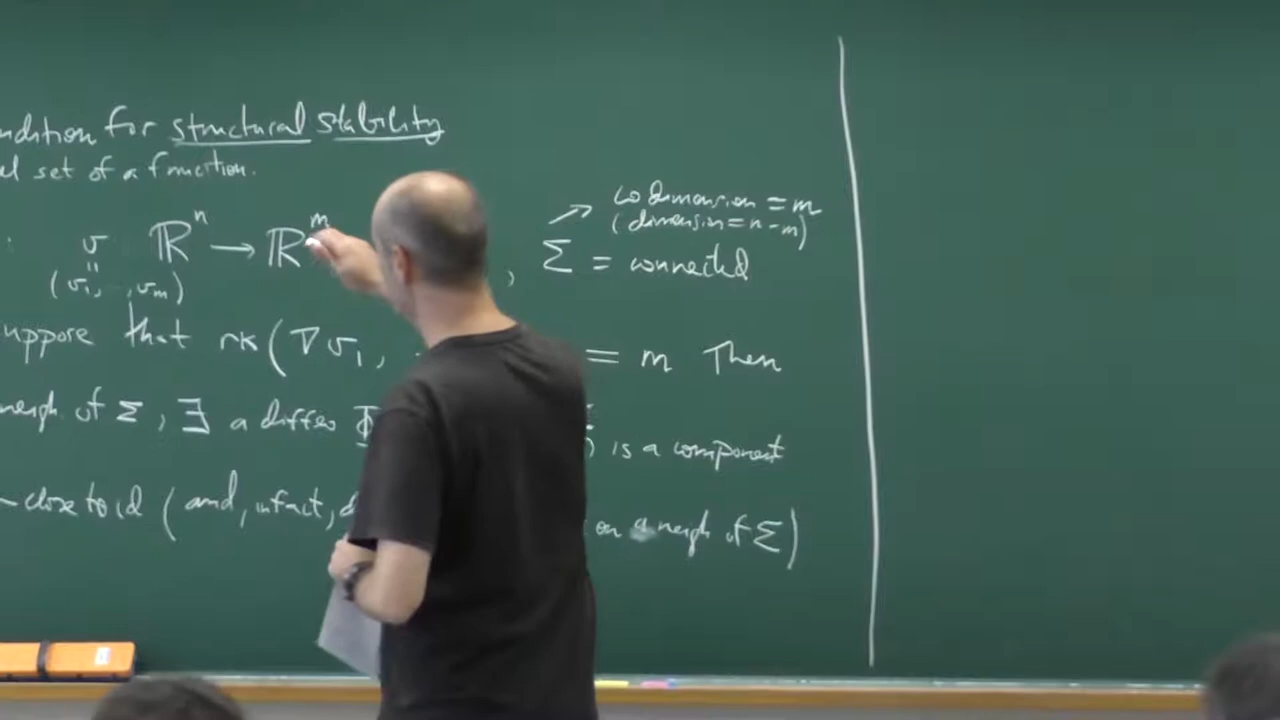 ndition for structural stability
el set of a function.
codimension = m
(dimension = n-m)
: v ℝⁿ → ℝᵐ , Σ = connected
"
(v₁, , vₘ)
uppose that rk(∇v₁, = m Then
neigh of Σ, ∃ a diffeo Φ ) is a component
close to id (and, in fact, d on a neigh of Σ)